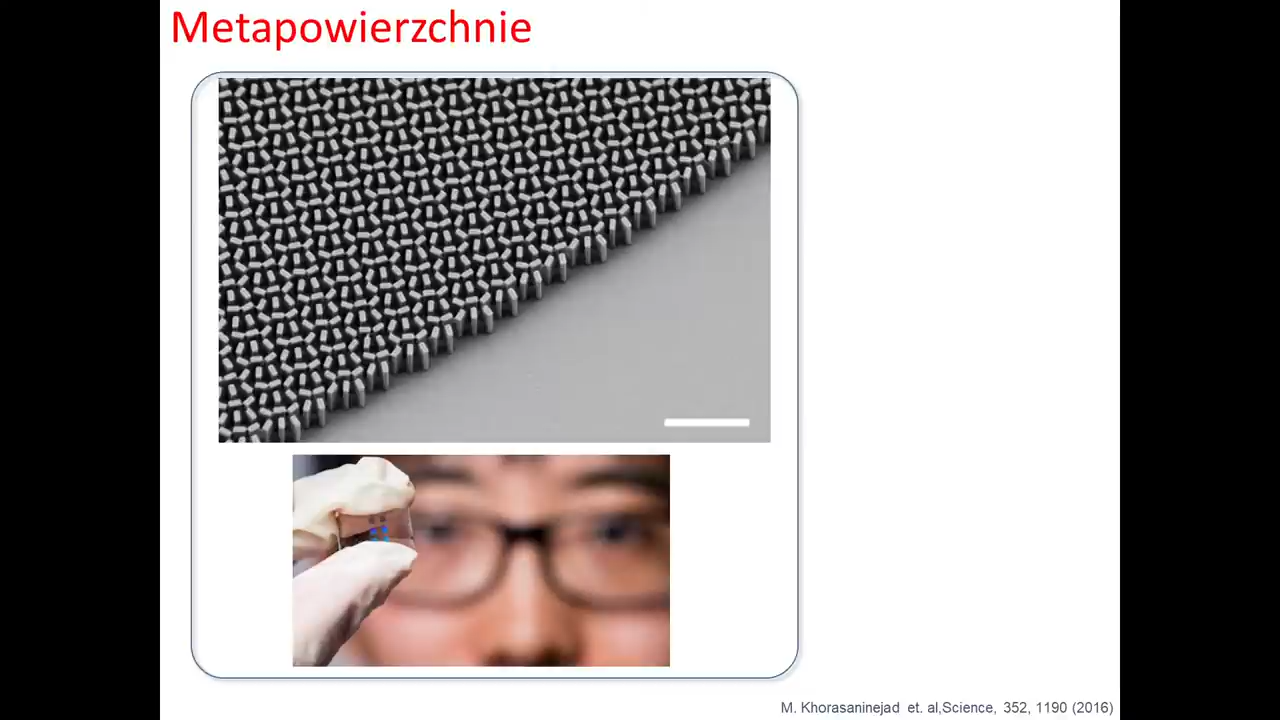 Metapowierzchnie
M. Khorasaninejad et. al,Science, 352, 1190 (2016)